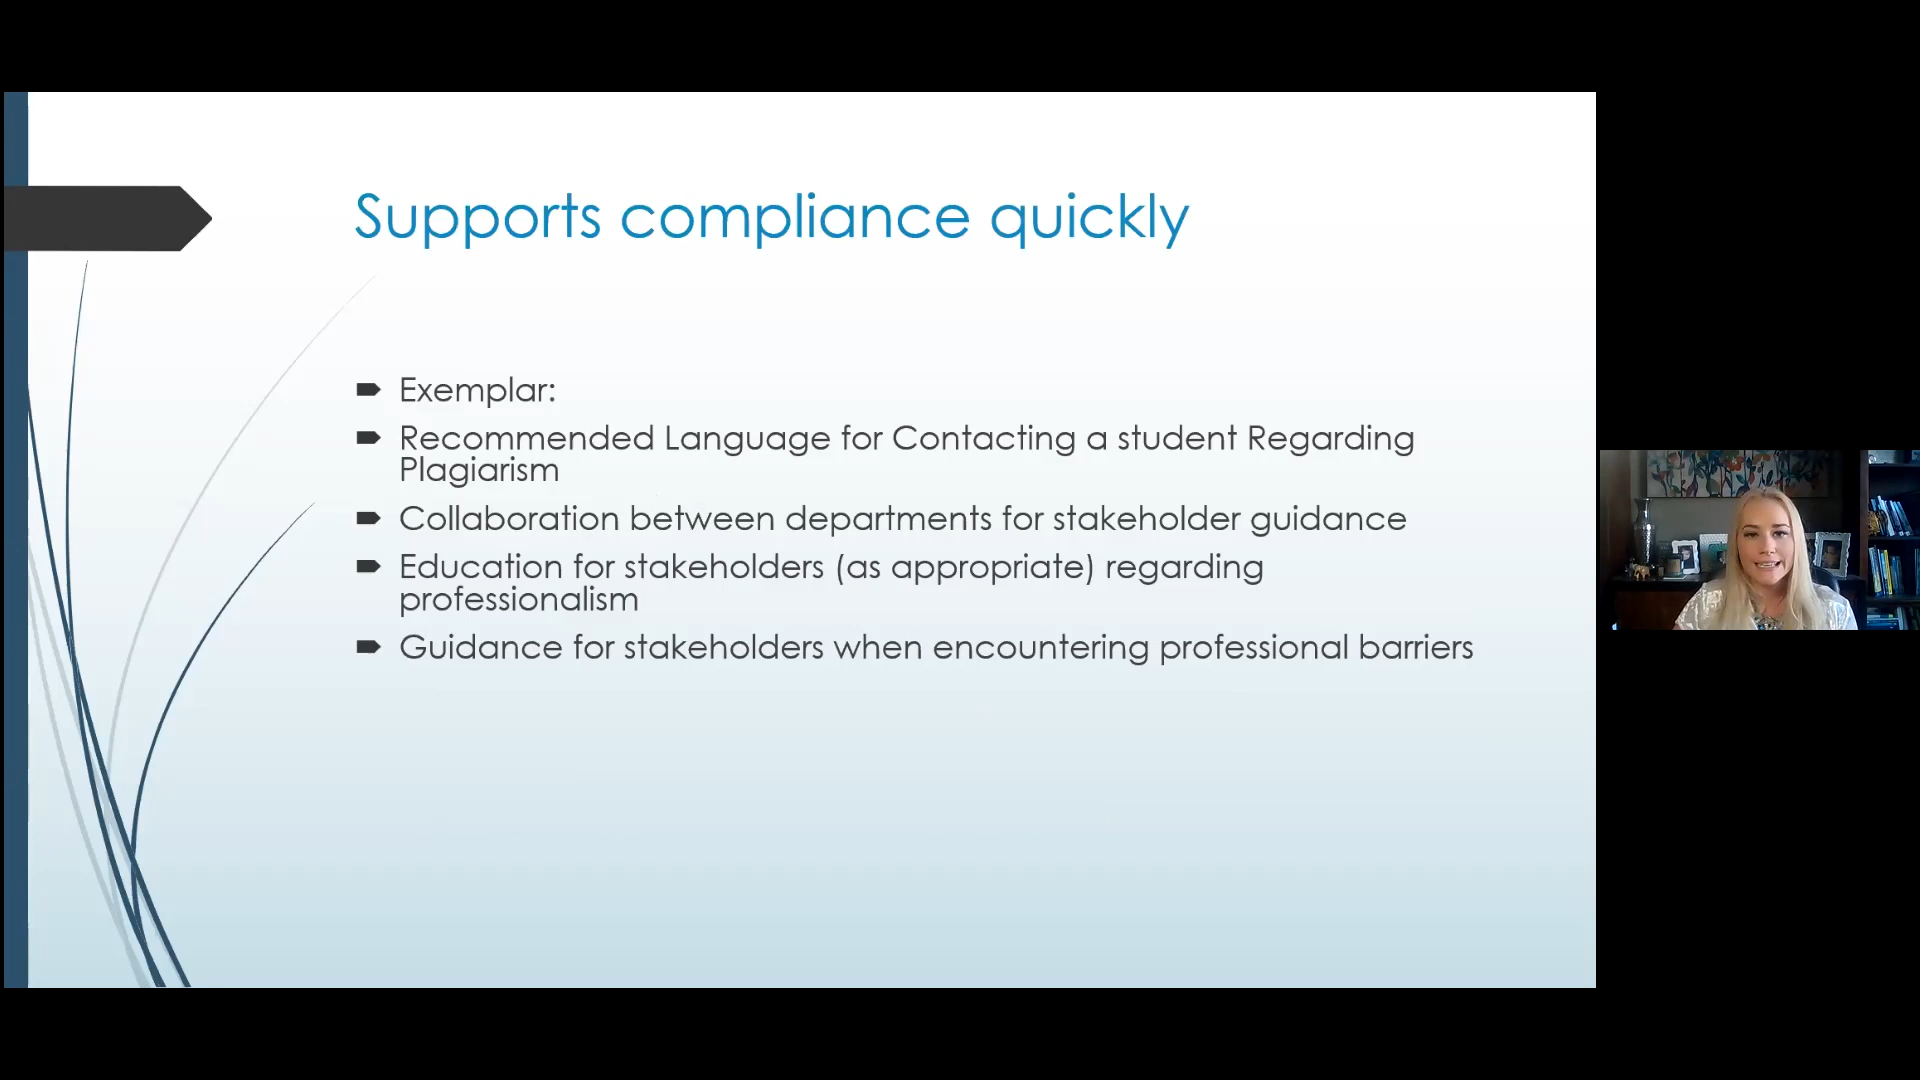 Supports compliance quickly
Exemplar:
Recommended Language for Contacting a student Regarding
Plagiarism
Collaboration between departments for stakeholder guidance
Education for stakeholders (as appropriate) regarding
professionalism
Guidance for stakeholders when encountering professional barriers